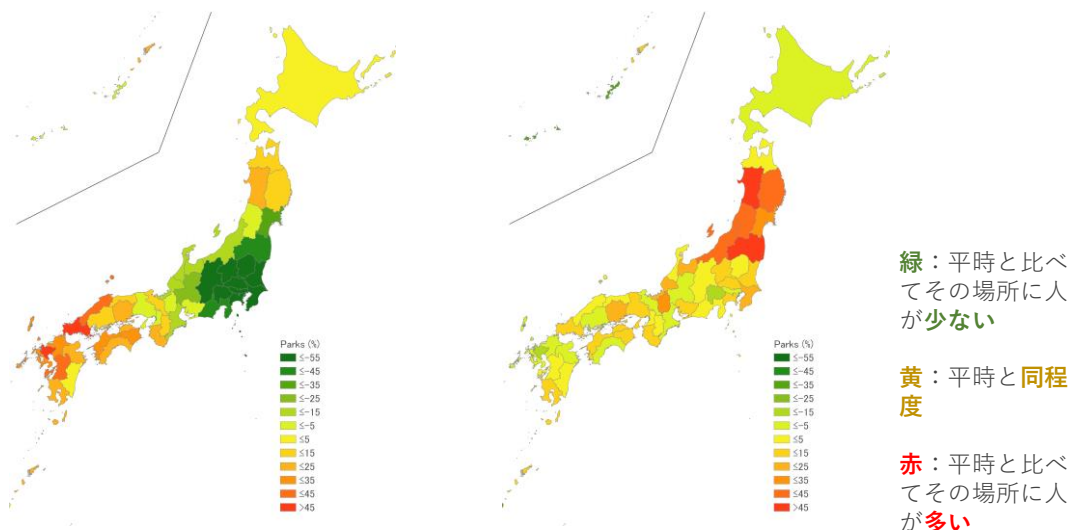 Parks (%)
≤-55
≤-45
≤-35
≤-25
≤-15
≤-5
≤5
≤15
≤25
≤35
≤45
>45
Parks (%)
≤-55
≤-45
≤-35
≤-25
≤-15
≤-5
≤5
≤15
≤25
≤35
≤45
>45
緑：平時と比べ
てその場所に人
が少ない
黄：平時と同程
度
赤：平時と比べ
てその場所に人
が多い